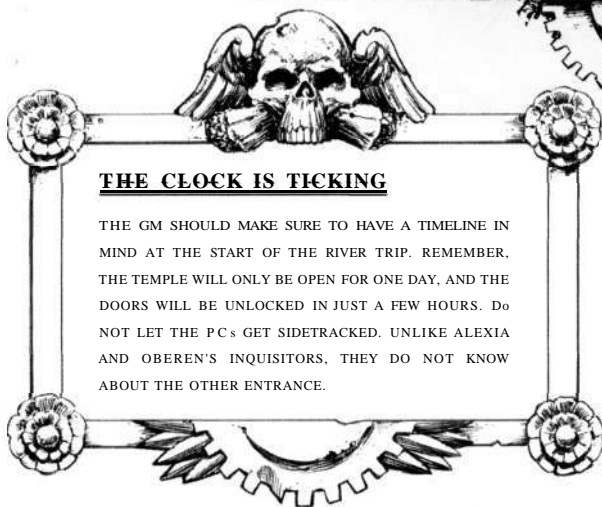 THE CLOCK IS TICKING
THE GM SHOULD MAKE SURE TO HAVE A TIMELINE IN
MIND AT THE START OF THE RIVER TRIP. REMEMBER,
THE TEMPLE WILL ONLY BE OPEN FOR ONE DAY, AND THE
DOORS WILL BE UNLOCKED IN JUST A FEW HOURS. Do
NOT LET THE PCs GET SIDETRACKED. UNLIKE ALEXIA
AND OBEREN'S INQUISITORS, THEY DO NOT KNOW
ABOUT THE OTHER ENTRANCE.